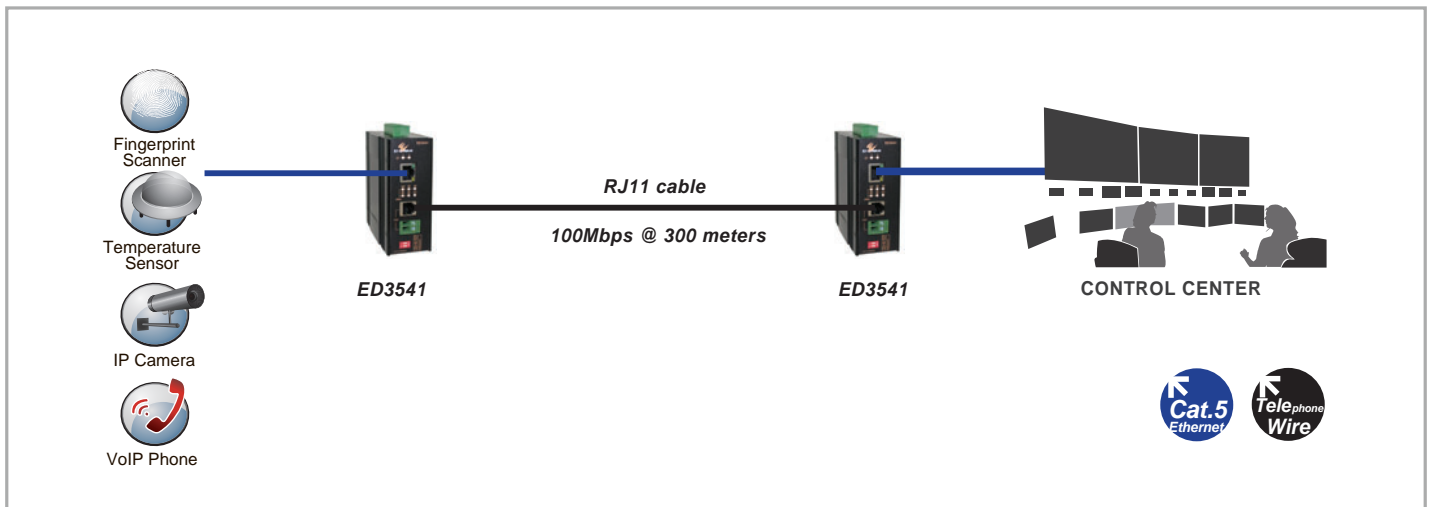 Fingerprint
Scanner
Temperature
Sensor
IP Camera
VoIP Phone
ED3541
RJ11 cable
100Mbps @ 300 meters
ED3541
CONTROL CENTER
Cat.5
Ethernet
Telephone
Wire